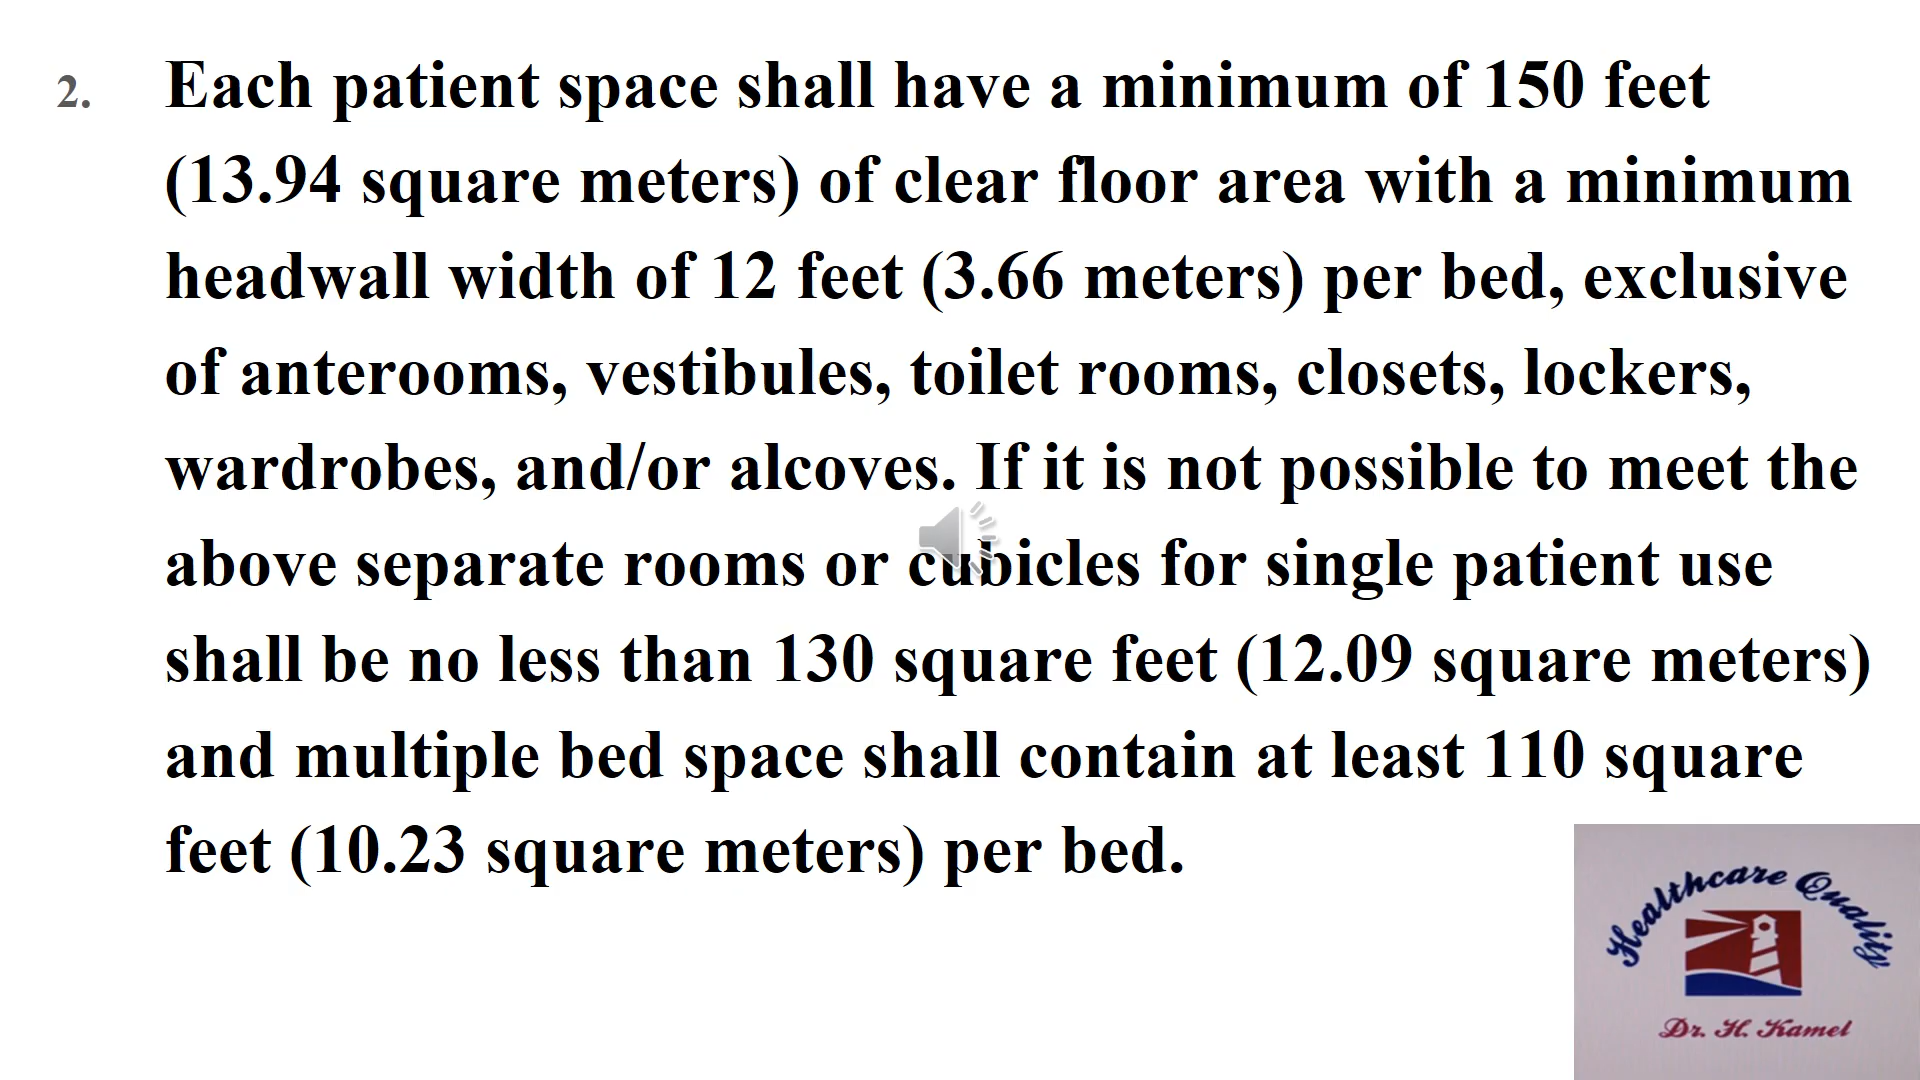 2. Each patient space shall have a minimum of 150 feet
(13.94 square meters) of clear floor area with a minimum
headwall width of 12 feet (3.66 meters) per bed, exclusive
of anterooms, vestibules, toilet rooms, closets, lockers,
wardrobes, and/or alcoves. If it is not possible to meet the
above separate rooms or cubicles for single patient use
shall be no less than 130 square feet (12.09 square meters)
and multiple bed space shall contain at least 110 square
feet (10.23 square meters) per bed.
Healthcare Quality
Dr. H. Kamel